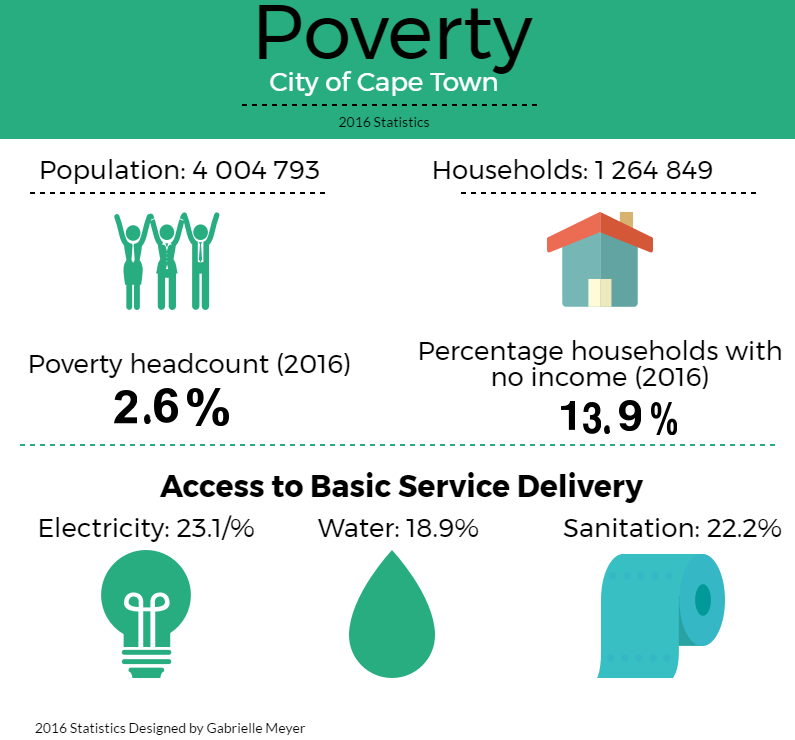 Poverty
City of Cape Town
2016 Statistics
Population: 4 004 793
Households: 1 264 849
Poverty headcount (2016)
2.6%
Percentage households with
no income (2016)
13.9%
Access to Basic Service Delivery
Electricity: 23.1/%
Water: 18.9%
Sanitation: 22.2%
2016 Statistics Designed by Gabrielle Meyer